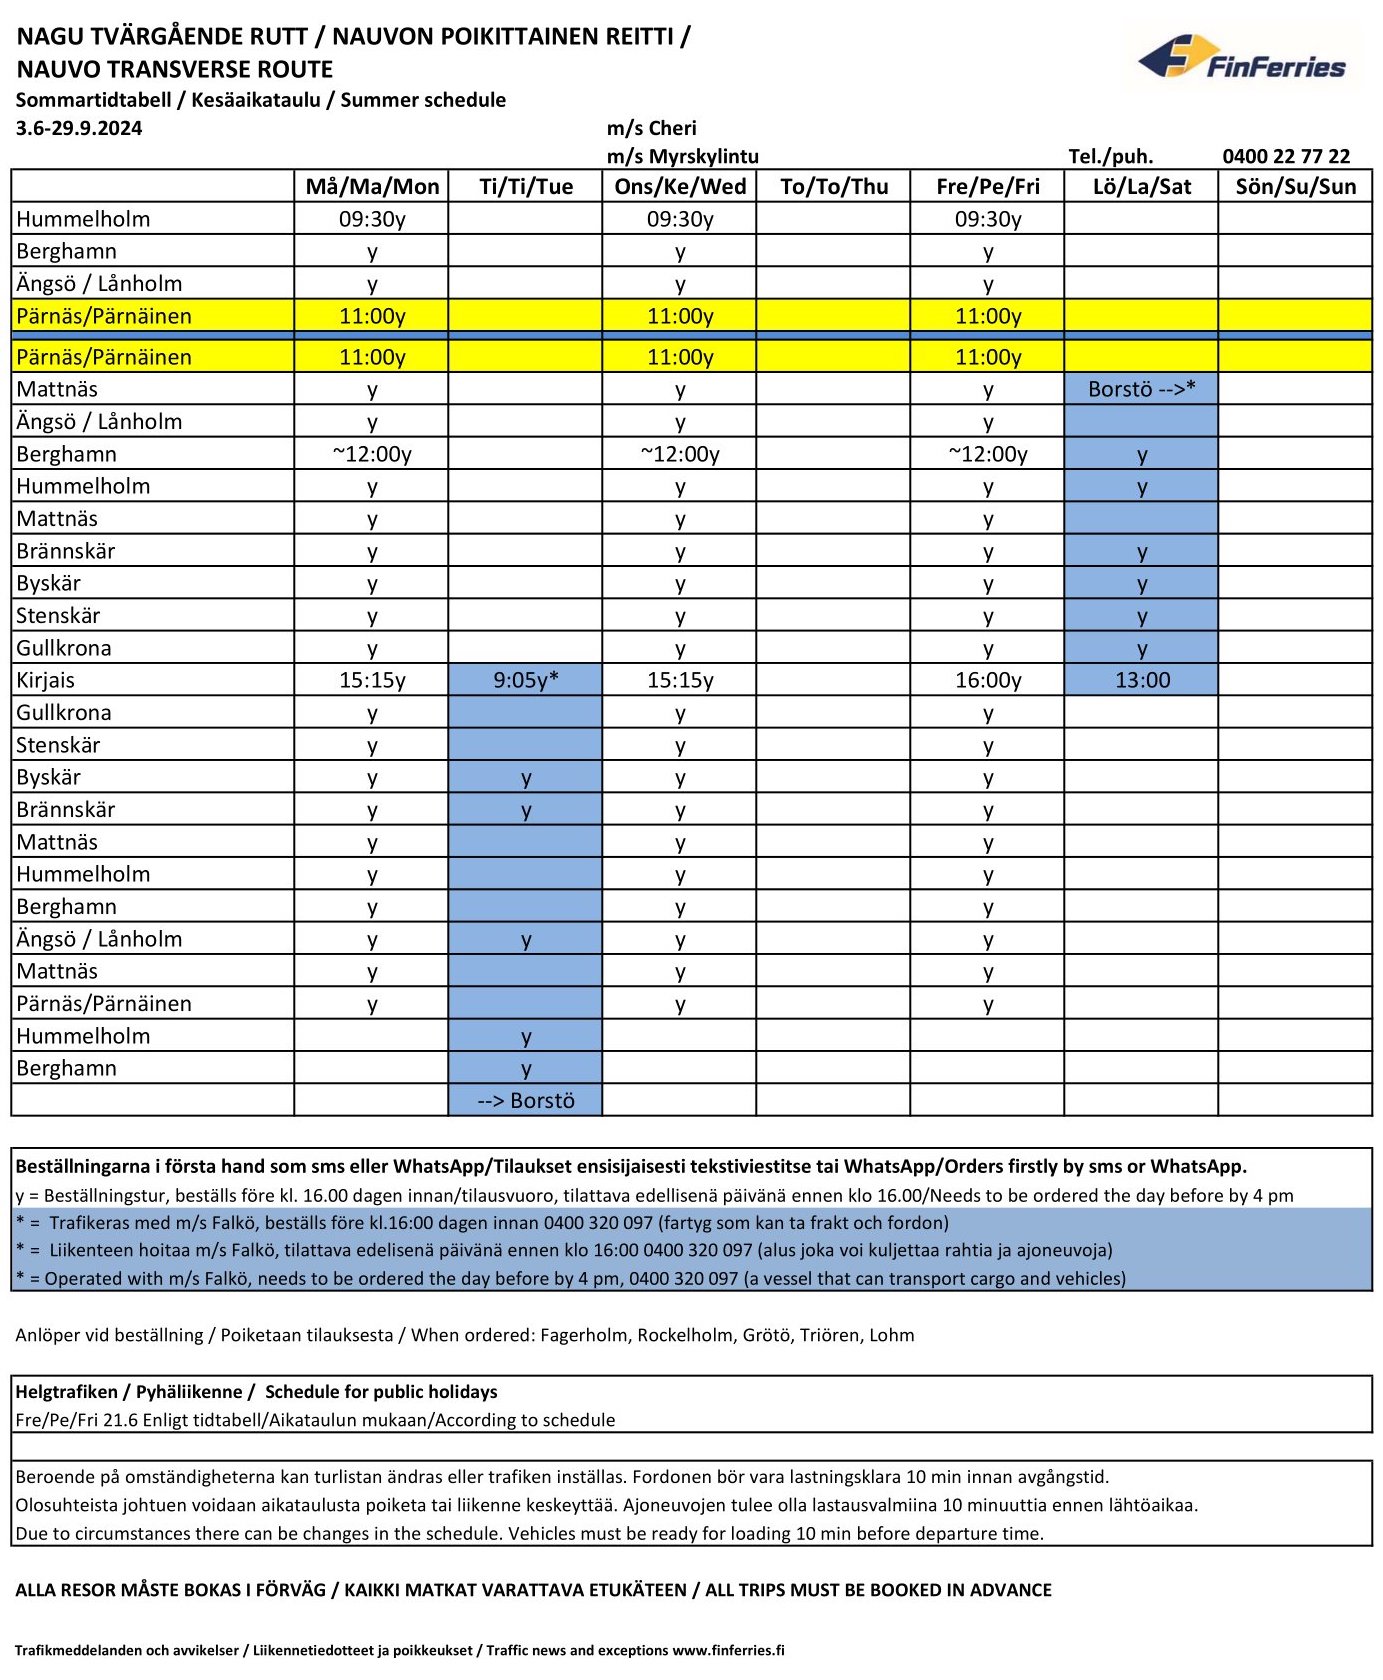 NAGU TVÄRGÅENDE RUTT / NAUVON POIKITTAINEN REITTI /
NAUVO TRANSVERSE ROUTE
FinFerries
Sommartidtabell / Kesäaikataulu / Summer schedule
3.6-29.9.2024 m/s Cheri
m/s Myrskylintu Tel./puh. 0400 22 77 22
Må/Ma/Mon Ti/Ti/Tue Ons/Ke/Wed To/To/Thu Fre/Pe/Fri Lö/La/Sat Sön/Su/Sun
Hummelholm 09:30y 09:30y 09:30y
Berghamn y y y
Ängsö / Lånholm y y y
Pärnäs/Pärnäinen 11:00y 11:00y 11:00y
Pärnäs/Pärnäinen 11:00y 11:00y 11:00y
Mattnäs y y y Borstö -->*
Ängsö / Lånholm y y y
Berghamn ~12:00y ~12:00y ~12:00y y
Hummelholm y y y y
Mattnäs y y y
Brännskär y y y y
Byskär y y y y
Stenskär y y y y
Gullkrona y y y y
Kirjais 15:15y 9:05y* 15:15y 16:00y 13:00
Gullkrona y y y
Stenskär y y y
Byskär y y y y
Brännskär y y y y
Mattnäs y y y
Hummelholm y y y
Berghamn y y y
Ängsö / Lånholm y y y y
Mattnäs y y y
Pärnäs/Pärnäinen y y y
Hummelholm y
Berghamn y
--> Borstö
Beställningarna i första hand som sms eller WhatsApp/Tilaukset ensisijaisesti tekstiviestitse tai WhatsApp/Orders firstly by sms or WhatsApp.
y = Beställningstur, beställs före kl. 16.00 dagen innan/tilausvuoro, tilattava edellisenä päivänä ennen klo 16.00/Needs to be ordered the day before by 4 pm
* = Trafikeras med m/s Falkö, beställs före kl.16:00 dagen innan 0400 320 097 (fartyg som kan ta frakt och fordon)
* = Liikenteen hoitaa m/s Falkö, tilattava edelisenä päivänä ennen klo 16:00 0400 320 097 (alus joka voi kuljettaa rahtia ja ajoneuvoja)
* = Operated with m/s Falkö, needs to be ordered the day before by 4 pm, 0400 320 097 (a vessel that can transport cargo and vehicles)
Anlöper vid beställning / Poiketaan tilauksesta / When ordered: Fagerholm, Rockelholm, Grötö, Triören, Lohm
Helgtrafiken / Pyhäliikenne / Schedule for public holidays
Fre/Pe/Fri 21.6 Enligt tidtabell/Aikataulun mukaan/According to schedule
Beroende på omständigheterna kan turlistan ändras eller trafiken inställas. Fordonen bör vara lastningsklara 10 min innan avgångstid.
Olosuhteista johtuen voidaan aikataulusta poiketa tai liikenne keskeyttää. Ajoneuvojen tulee olla lastausvalmiina 10 minuuttia ennen lähtöaikaa.
Due to circumstances there can be changes in the schedule. Vehicles must be ready for loading 10 min before departure time.
ALLA RESOR MÅSTE BOKAS I FÖRVÄG / KAIKKI MATKAT VARATTAVA ETUKÄTEEN / ALL TRIPS MUST BE BOOKED IN ADVANCE
Trafikmeddelanden och avvikelser / Liikennetiedotteet ja poikkeukset / Traffic news and exceptions www.finferries.fi